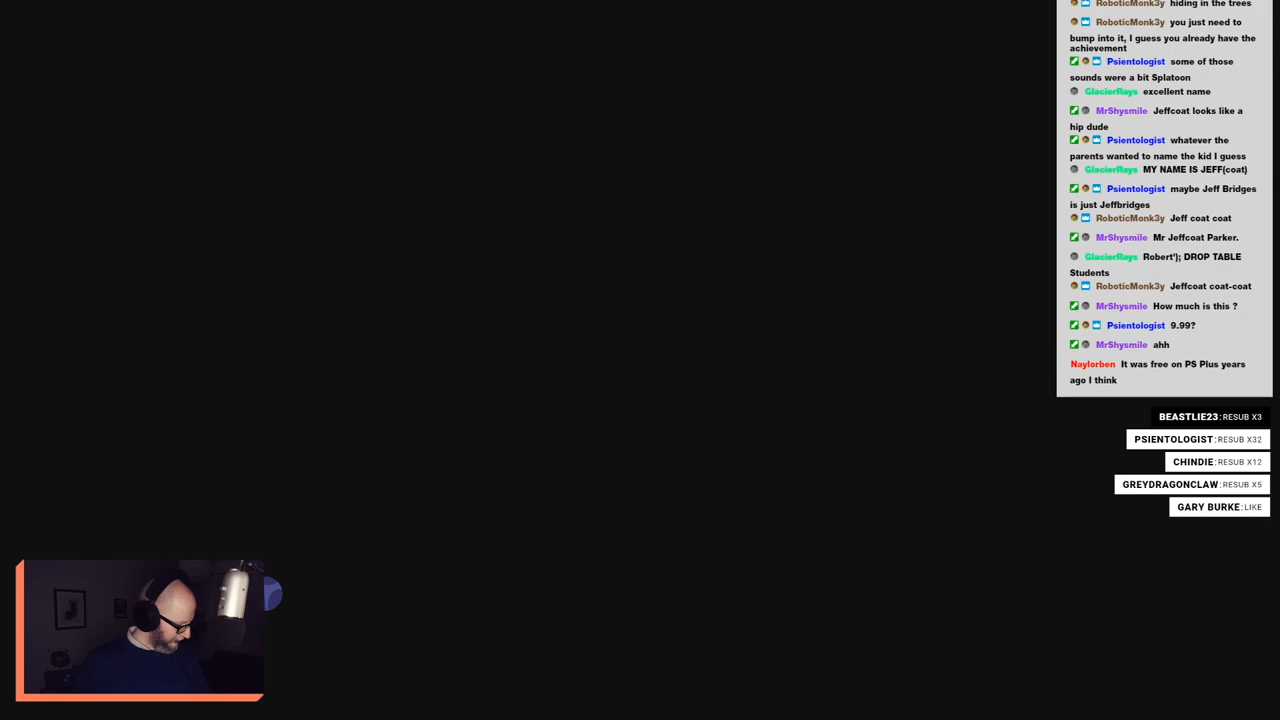 RoboticMonk3y hiding in the trees
RoboticMonk3y you just need to
bump into it, I guess you already have the
achievement
Psientologist some of those
sounds were a bit Splatoon
GlacierRays excellent name
MrShysmile Jeffcoat looks like a
hip dude
Psientologist whatever the
parents wanted to name the kid I guess
GlacierRays MY NAME IS JEFF(coat)
Psientologist maybe Jeff Bridges
is just Jeffbridges
RoboticMonk3y Jeff coat coat
MrShysmile Mr Jeffcoat Parker.
GlacierRays Robert'); DROP TABLE
Students
RoboticMonk3y Jeffcoat coat-coat
MrShysmile How much is this ?
Psientologist 9.99?
MrShysmile ahh
Naylorben It was free on PS Plus years
ago I think
BEASTLIE23:RESUB X3
PSIENTOLOGIST:RESUB X32
CHINDIE:RESUB X12
GREYDRAGONCLAW:RESUB X5
GARY BURKE:LIKE